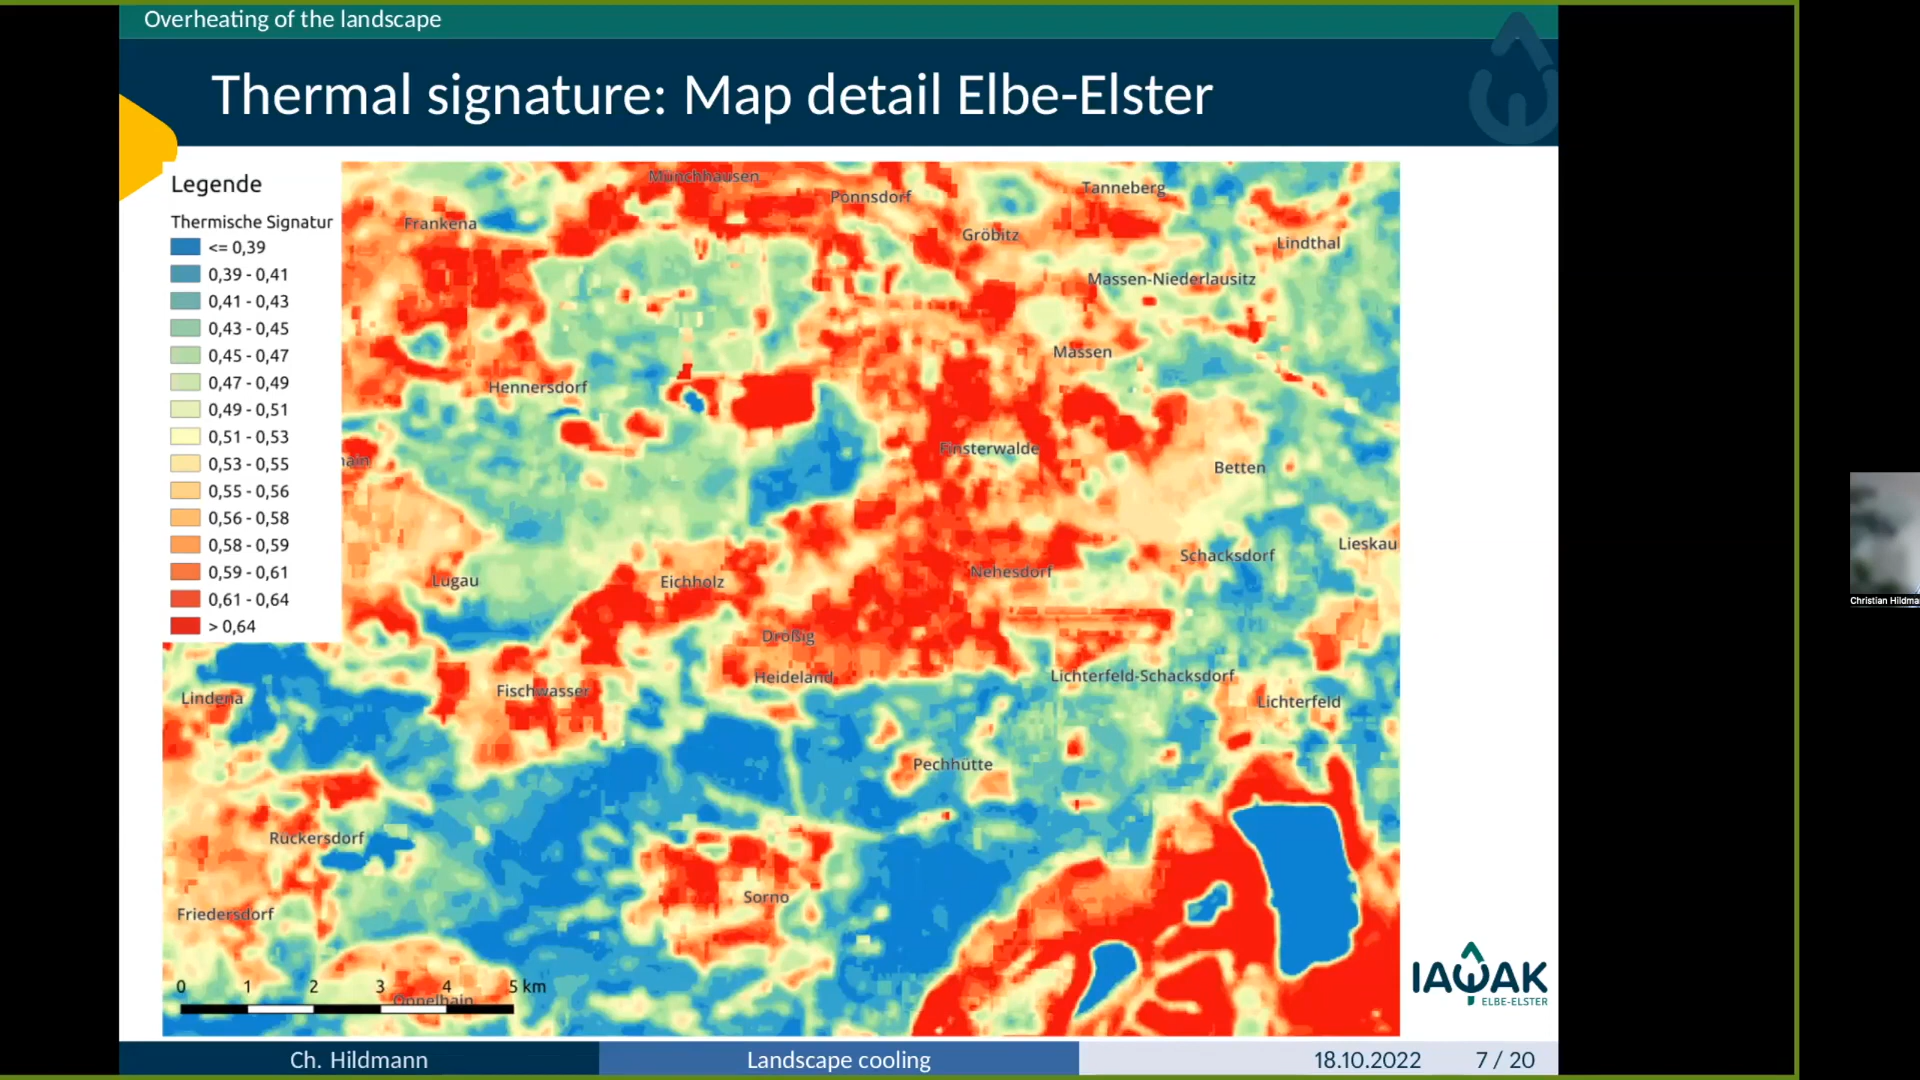 Overheating of the landscape
Thermal signature: Map detail Elbe-Elster
Legende
Thermische Signatur
<= 0,39
0,39 - 0,41
0,41 - 0,43
0,43 - 0,45
0,45 - 0,47
0,47 - 0,49
0,49 - 0,51
0,51 - 0,53
0,53 - 0,55
0,55 - 0,56
0,56 - 0,58
0,58 - 0,59
0,59 - 0,61
0,61 - 0,64
> 0,64
Münchhausen
Ponnsdorf
Tanneberg
Frankena
Gröbitz
Lindthal
Massen-Niederlausitz
Massen
Hennersdorf
Finsterwalde
hain
Betten
Lieskau
Schacksdorf
Nehesdorf
Lugau
Eichholz
Drößig
Heideland
Lichterfeld-Schacksdorf
Fischwasser
Lindena
Lichterfeld
Pechhütte
Rückersdorf
Sorno
Friedersdorf
0 1 2 3 4 5 km
Oppelhain
IAWAK
ELBE-ELSTER
Christian Hildma
Ch. Hildmann
Landscape cooling
18.10.2022
7 / 20